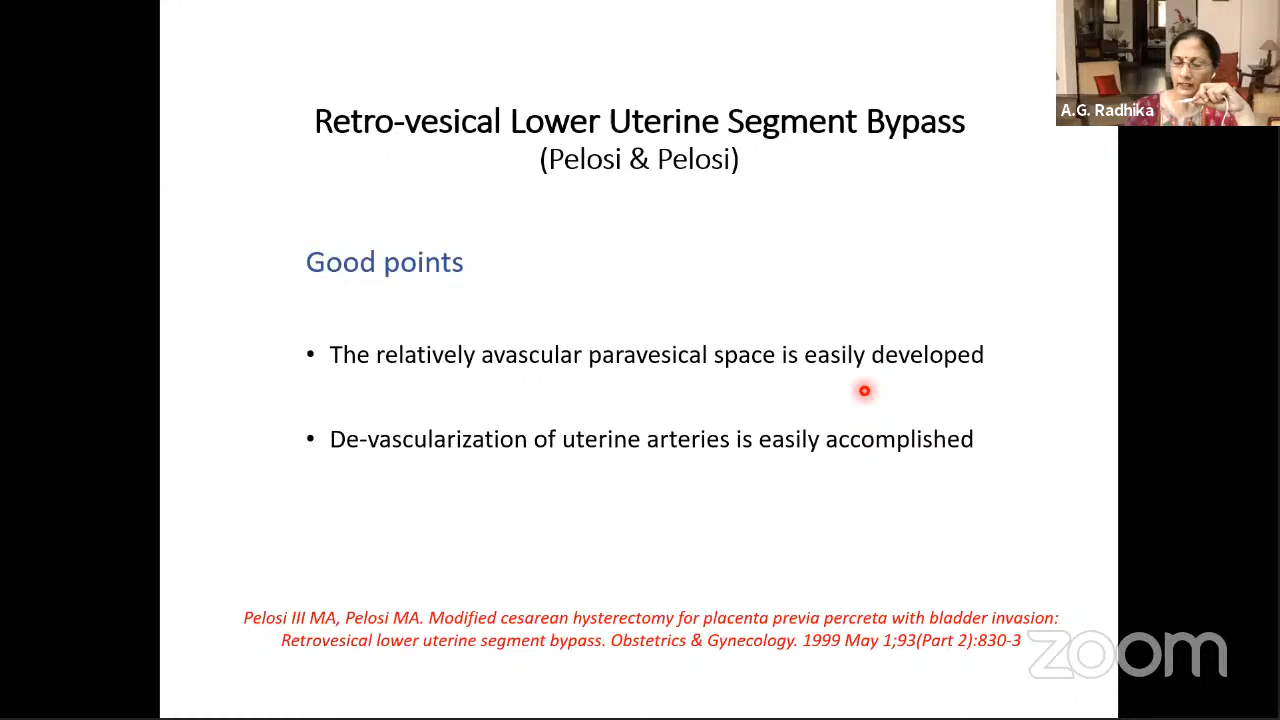 A.G. Radhika
Retro-vesical Lower Uterine Segment Bypass
(Pelosi & Pelosi)
Good points
• The relatively avascular paravesical space is easily developed
• De-vascularization of uterine arteries is easily accomplished
Pelosi III MA, Pelosi MA. Modified cesarean hysterectomy for placenta previa percreta with bladder invasion:
Retrovesical lower uterine segment bypass. Obstetrics & Gynecology. 1999 May 1;93(Part 2):830-3
zoom